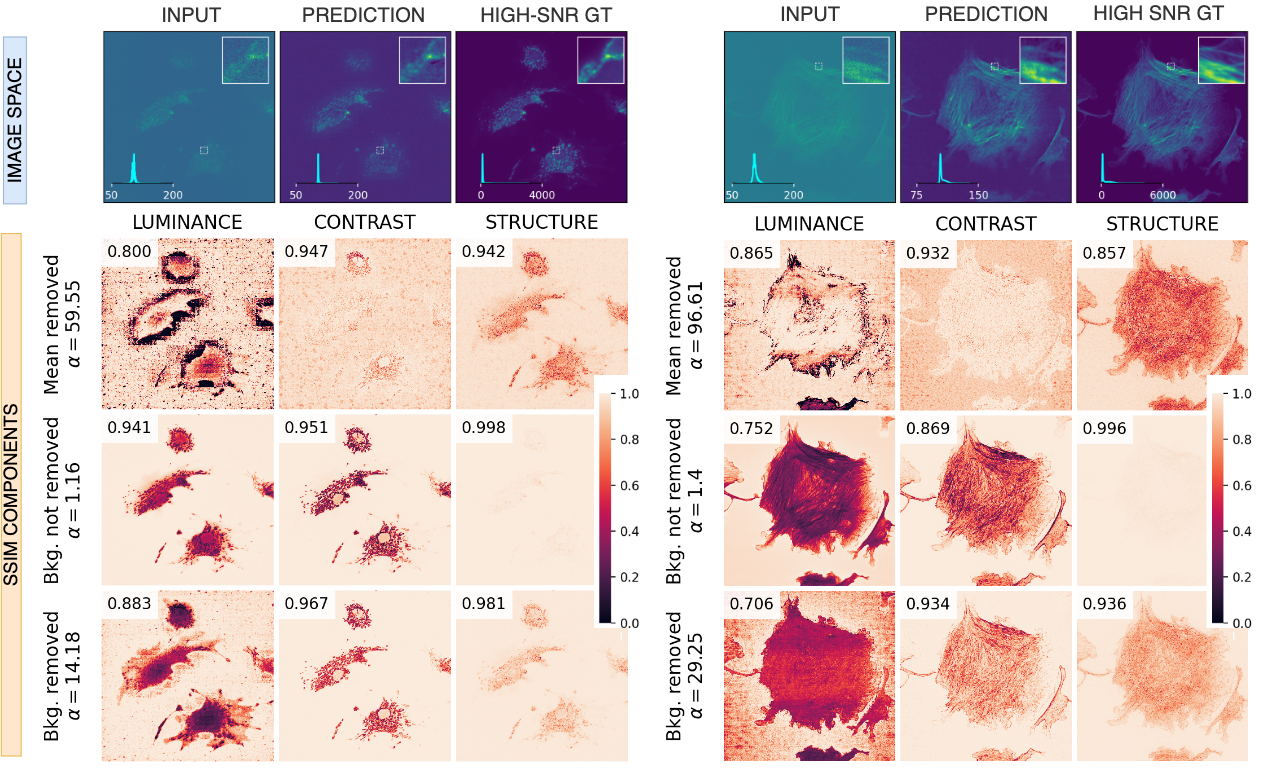 INPUT PREDICTION HIGH-SNR GT INPUT PREDICTION HIGH SNR GT
IMAGE SPACE
50 200 50 200 0 4000 50 200 75 150 0 6000
LUMINANCE CONTRAST STRUCTURE LUMINANCE CONTRAST STRUCTURE
SSIM COMPONENTS
Mean removed
α = 59.55
0.800 0.947 0.942
Mean removed
α = 96.61
0.865 0.932 0.857
Bkg. not removed
α = 1.16
0.941 0.951 0.998
Bkg. not removed
α = 1.4
0.752 0.869 0.996
Bkg. removed
α = 14.18
0.883 0.967 0.981
Bkg. removed
α = 29.25
0.706 0.934 0.936
1.0
0.8
0.6
0.4
0.2
0.0
1.0
0.8
0.6
0.4
0.2
0.0